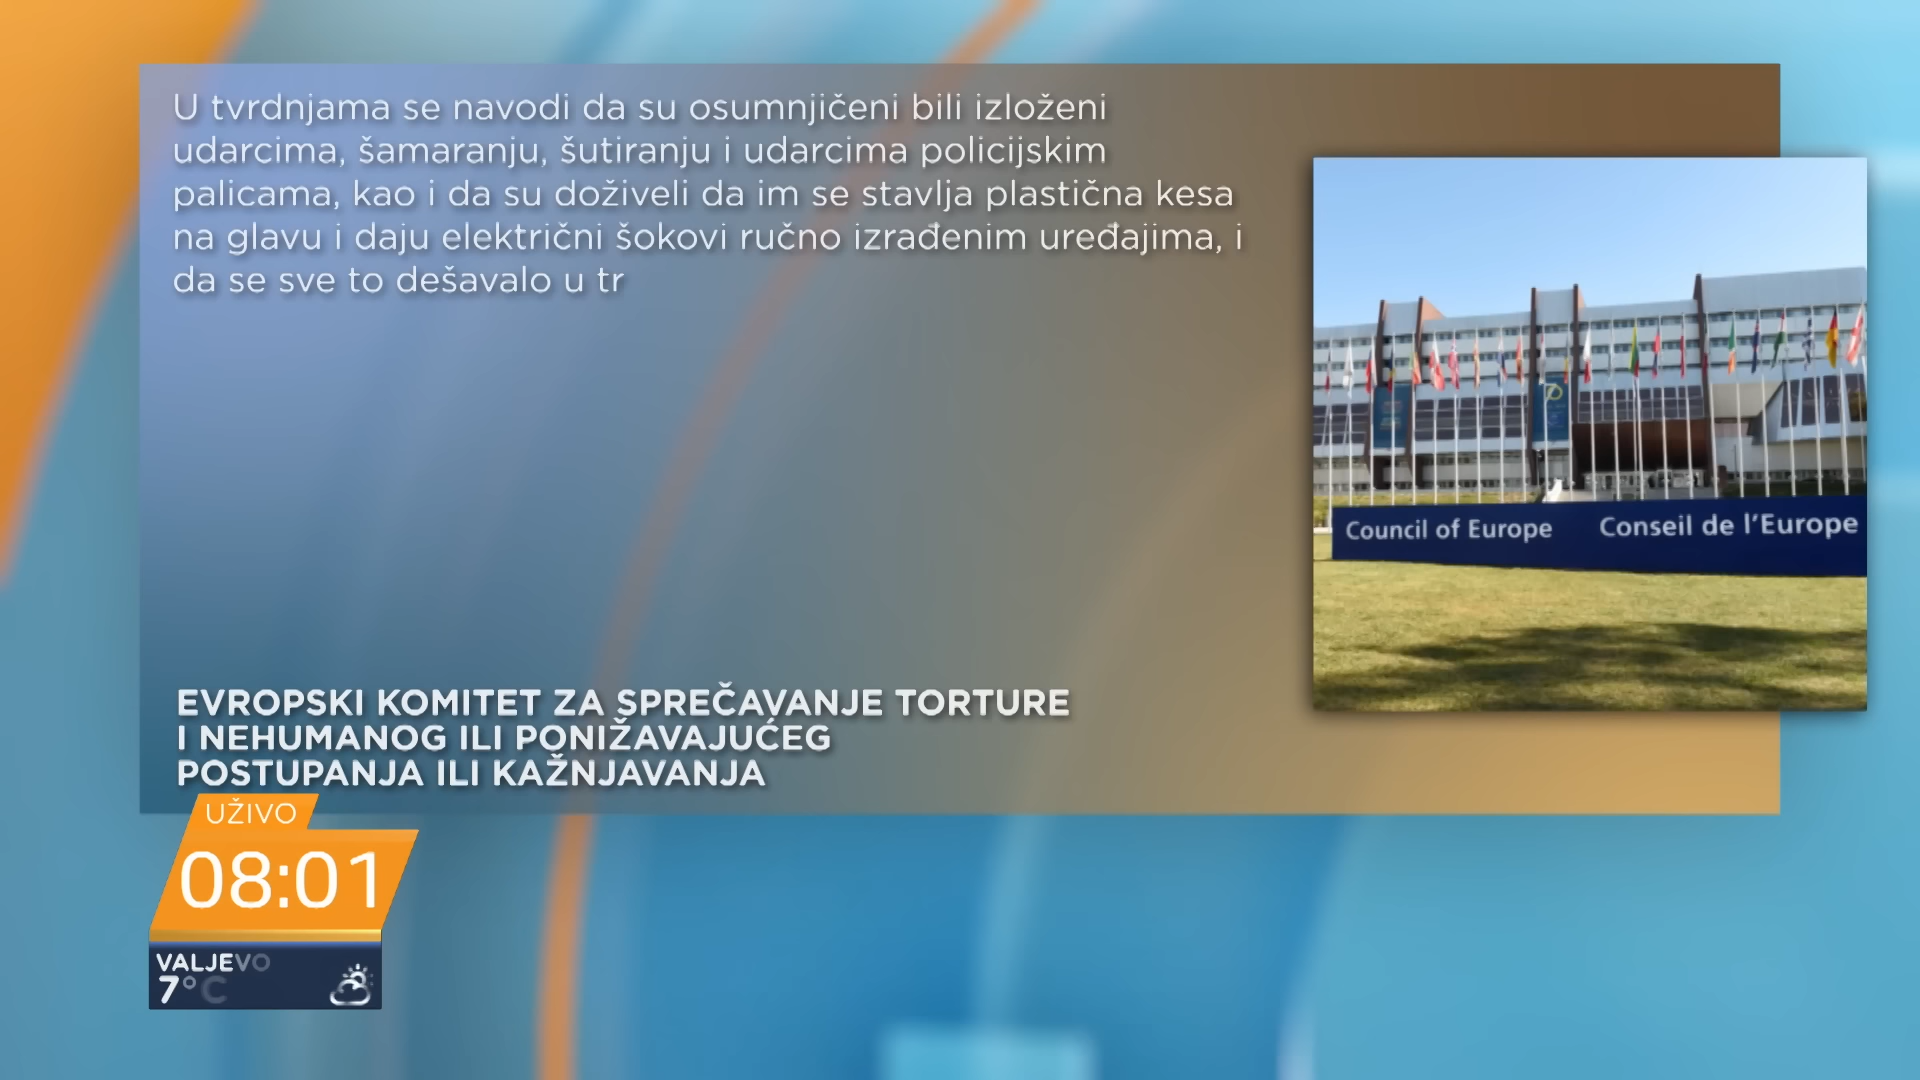 U tvrdnjama se navodi da su osumnjičeni bili izloženi
udarcima, šamaranju, šutiranju i udarcima policijskim
palicama, kao i da su doživeli da im se stavlja plastična kesa
na glavu i daju električni šokovi ručno izrađenim uređajima, i
da se sve to dešavalo u tr
Council of Europe Conseil de l'Europe
EVROPSKI KOMITET ZA SPREČAVANJE TORTURE
I NEHUMANOG ILI PONIŽAVAJUĆEG
POSTUPANJA ILI KAŽNJAVANJA
UŽIVO
08:01
VALJEVO
7°C